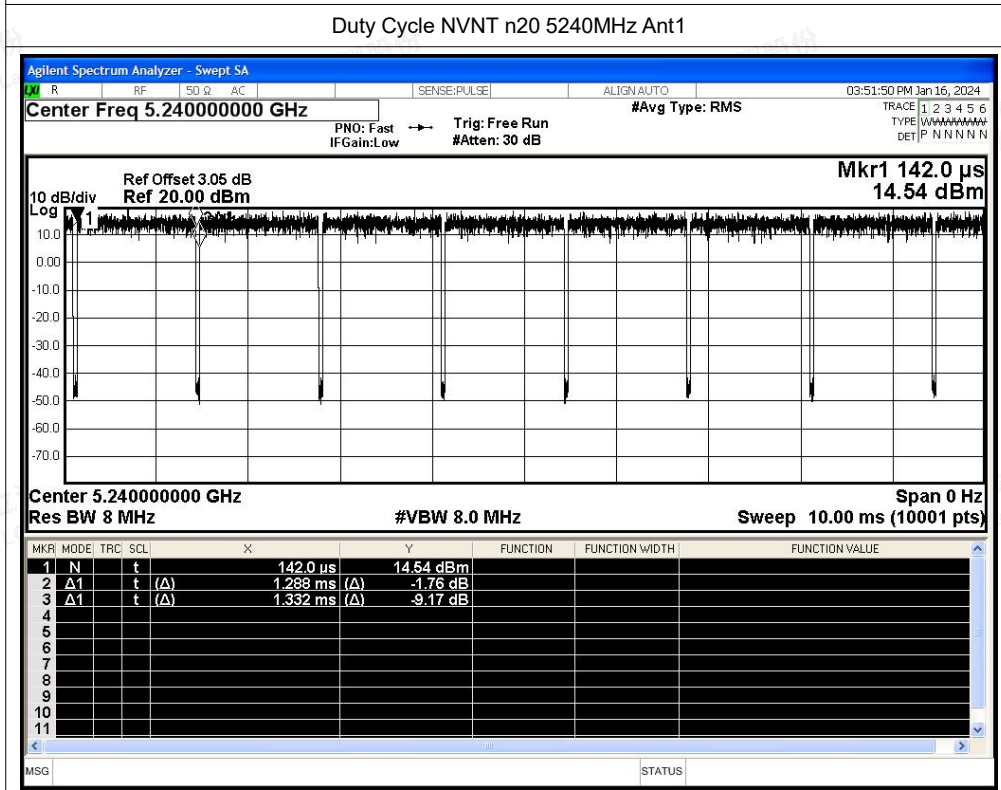 Duty Cycle NVNT n20 5240MHz Ant1
Agilent Spectrum Analyzer - Swept SA
LXI R RF 50 Ω AC SENSE:PULSE ALIGN AUTO 03:51:50 PM Jan 16, 2024
Center Freq 5.240000000 GHz #Avg Type: RMS TRACE 1 2 3 4 5 6
PNO: Fast Trig: Free Run TYPE
IFGain:Low #Atten: 30 dB DET P N N N N N
Mkr1 142.0 µs
Ref Offset 3.05 dB
10 dB/div Ref 20.00 dBm 14.54 dBm
Log
1
10.0
0.00
-10.0
-20.0
-30.0
-40.0
-50.0
-60.0
-70.0
Center 5.240000000 GHz Span 0 Hz
Res BW 8 MHz #VBW 8.0 MHz Sweep 10.00 ms (10001 pts)
MKR MODE TRC SCL X Y FUNCTION FUNCTION WIDTH FUNCTION VALUE
1 N t 142.0 µs 14.54 dBm
2 Δ1 t (Δ) 1.288 ms (Δ) -1.76 dB
3 Δ1 t (Δ) 1.332 ms (Δ) -9.17 dB
4
5
6
7
8
9
10
11
MSG STATUS